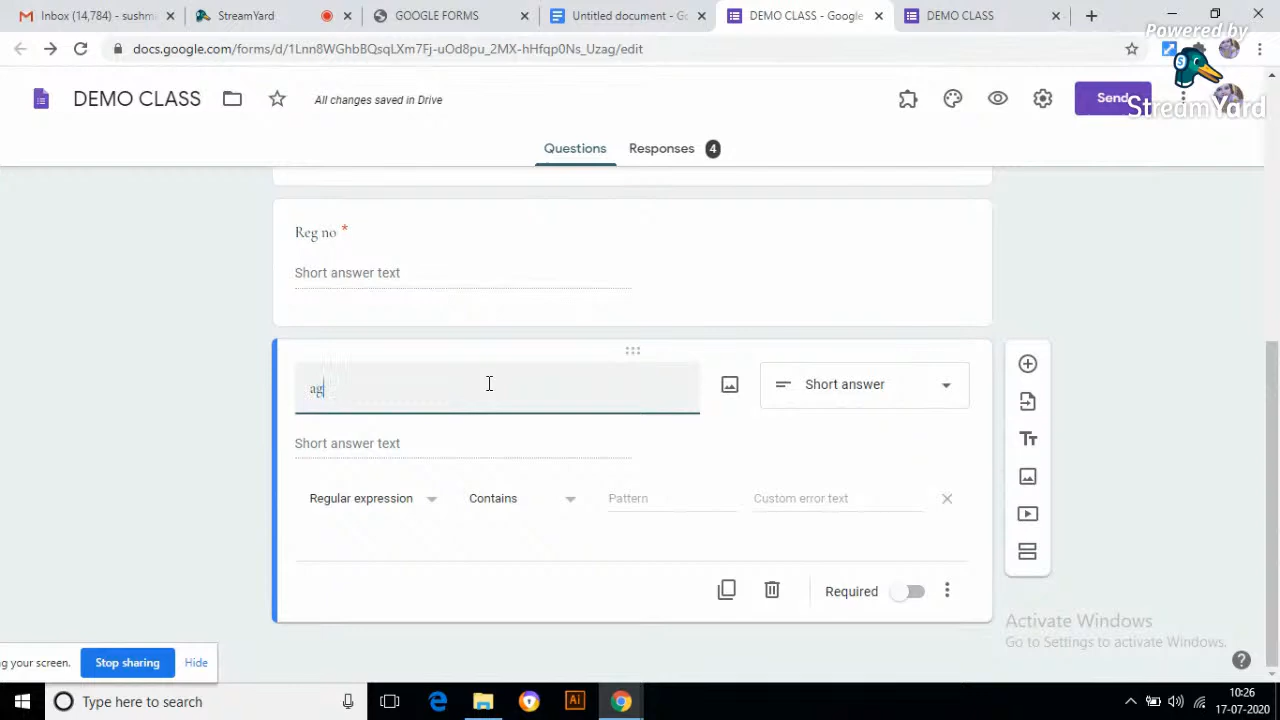 Inbox (14,784) - sushm
StreamYard
GOOGLE FORMS
Untitled document - G
DEMO CLASS - Google
DEMO CLASS
Powered by
docs.google.com/forms/d/1Lnn8WGhbBQsqLXm7Fj-uOd8pu_2MX-hHfqp0Ns_Uzag/edit
DEMO CLASS
All changes saved in Drive
Send
StreamYard
Questions
Responses 4
Reg no *
Short answer text
ag
Short answer
Short answer text
Regular expression
Contains
Pattern
Custom error text
Required
Activate Windows
Go to Settings to activate Windows.
g your screen.
Stop sharing
Hide
Type here to search
10:26
17-07-2020